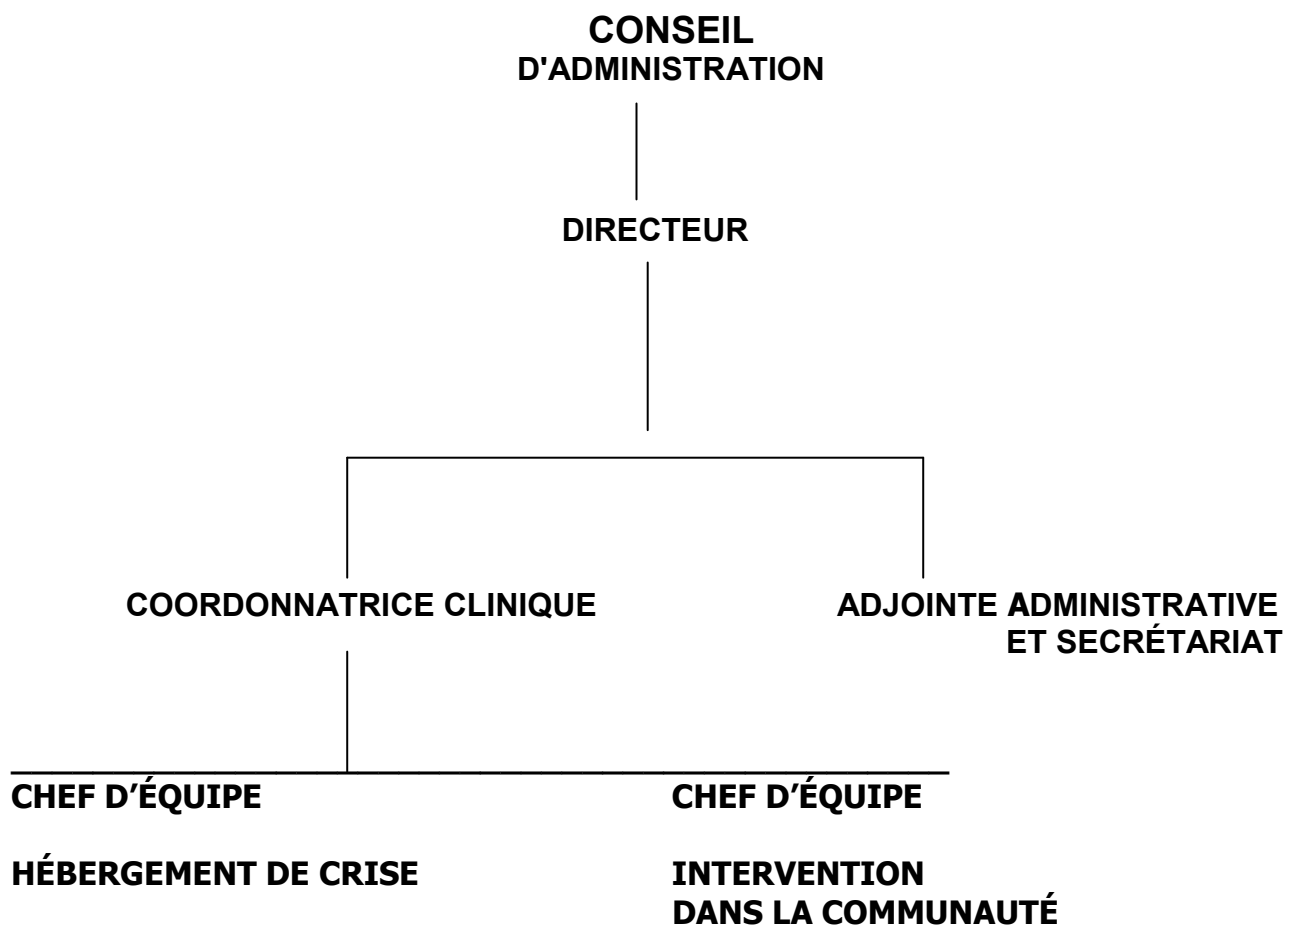 CONSEIL
D'ADMINISTRATION
DIRECTEUR
COORDONNATRICE CLINIQUE
ADJOINTE ADMINISTRATIVE
ET SECRÉTARIAT
CHEF D’ÉQUIPE
HÉBERGEMENT DE CRISE
CHEF D’ÉQUIPE
INTERVENTION
DANS LA COMMUNAUTÉ